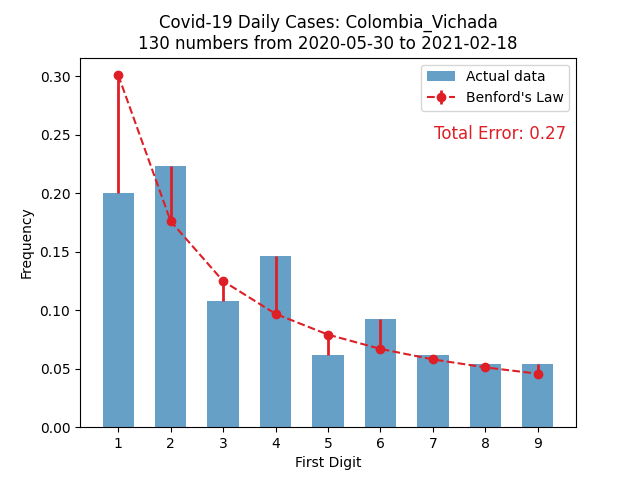 Covid-19 Daily Cases: Colombia_Vichada
130 numbers from 2020-05-30 to 2021-02-18
Actual data
Benford's Law
Total Error: 0.27
Frequency
0.30
0.25
0.20
0.15
0.10
0.05
0.00
1 2 3 4 5 6 7 8 9
First Digit